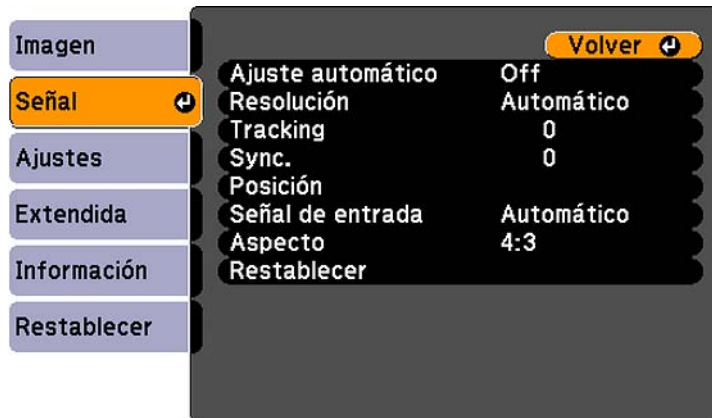 Imagen
Señal
Ajustes
Extendida
Información
Restablecer
Volver
Ajuste automático Off
Resolución Automático
Tracking 0
Sync. 0
Posición
Señal de entrada Automático
Aspecto 4:3
Restablecer